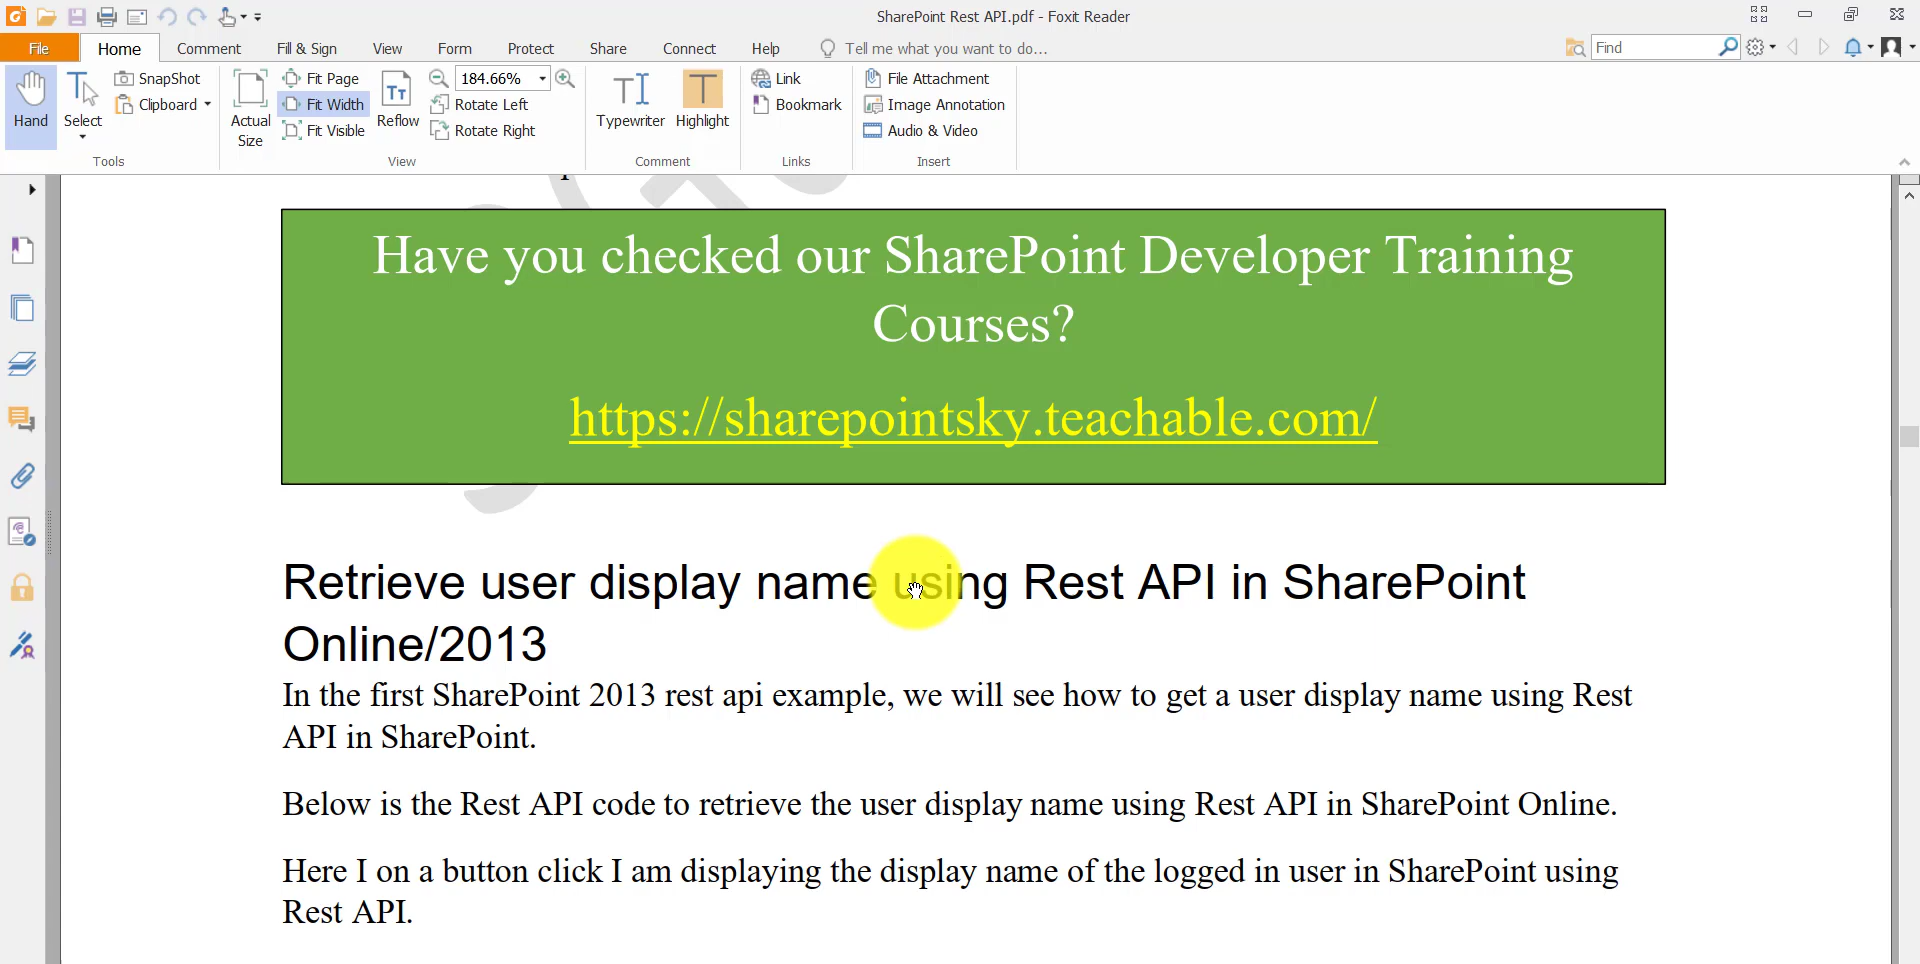 SharePoint Rest API.pdf - Foxit Reader
File Home Comment Fill & Sign View Form Protect Share Connect Help Tell me what you want to do... Find
Hand Select SnapShot Clipboard
Tools
Actual Size Fit Page Fit Width Fit Visible Reflow 184.66% Rotate Left Rotate Right
View
Typewriter Highlight
Comment
Link Bookmark
Links
File Attachment Image Annotation Audio & Video
Insert
Have you checked our SharePoint Developer Training
Courses?
https://sharepointsky.teachable.com/
Retrieve user display name using Rest API in SharePoint
Online/2013
In the first SharePoint 2013 rest api example, we will see how to get a user display name using Rest
API in SharePoint.
Below is the Rest API code to retrieve the user display name using Rest API in SharePoint Online.
Here I on a button click I am displaying the display name of the logged in user in SharePoint using
Rest API.